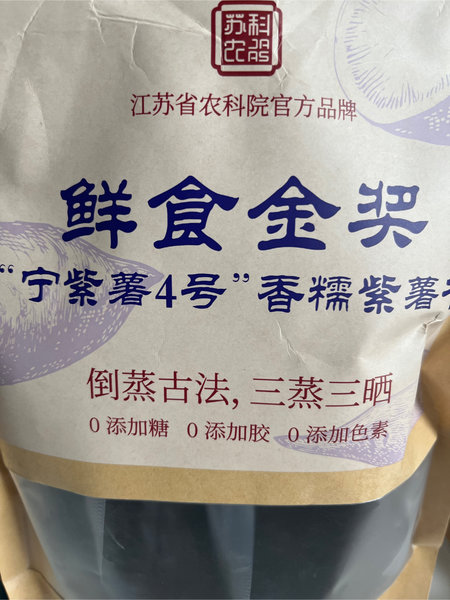 苏科
江苏省农科院官方品牌
鲜食金奖
“宁紫薯4号”香糯紫薯
倒蒸古法, 三蒸三晒
0 添加糖 0 添加胶 0 添加色素